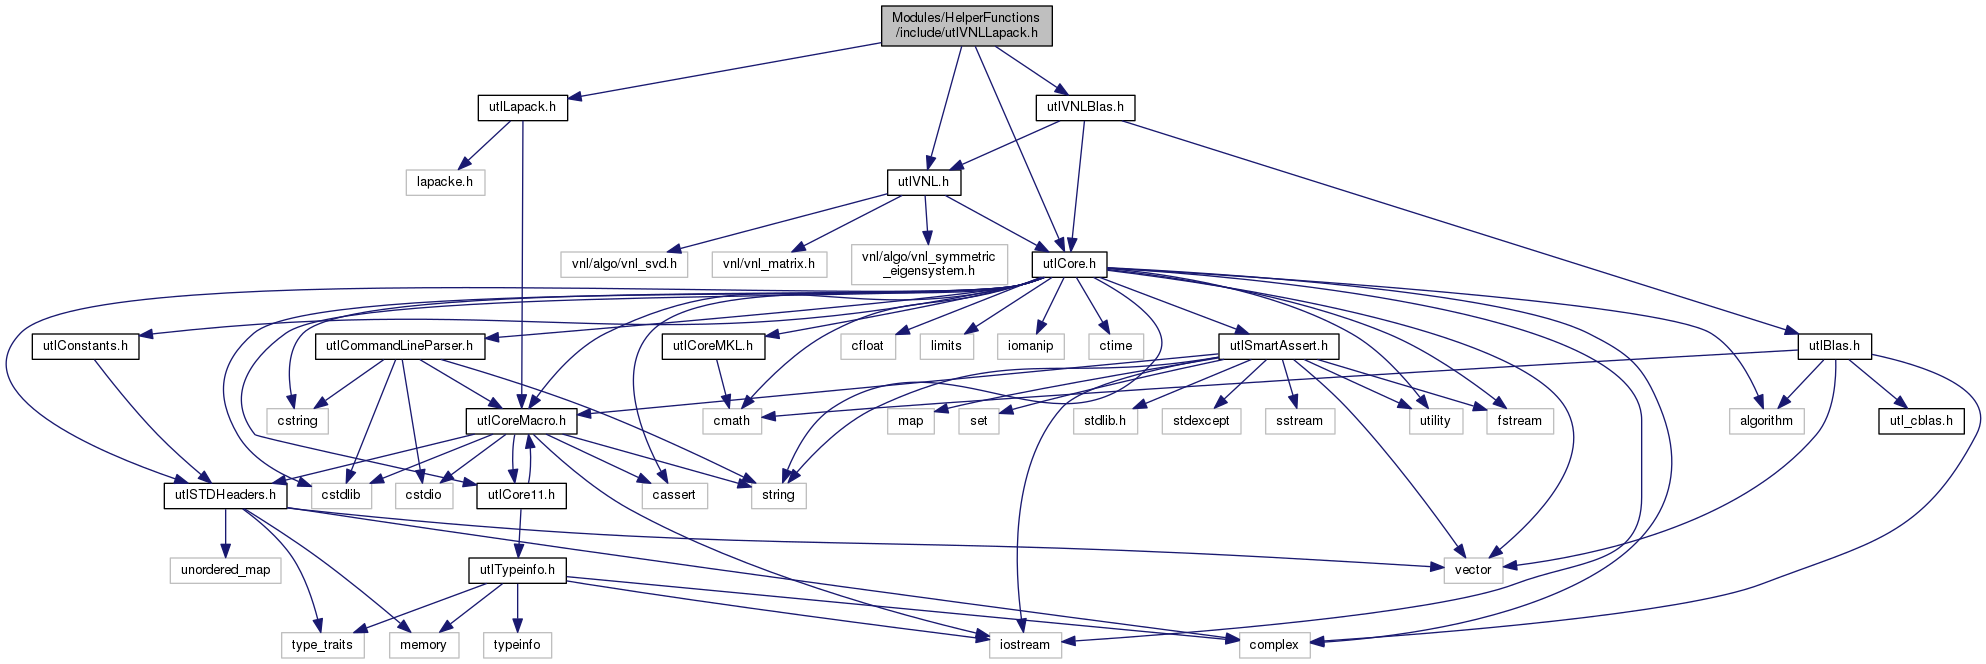 Modules/HelperFunctions
/include/utlVNLLapack.h
utlLapack.h
utlVNLBlas.h
lapacke.h
utlVNL.h
vnl/algo/vnl_svd.h
vnl/vnl_matrix.h
vnl/algo/vnl_symmetric
_eigensystem.h
utlCore.h
utlConstants.h
utlCommandLineParser.h
utlCoreMKL.h
cfloat
limits
iomanip
ctime
utlSmartAssert.h
utlBlas.h
cstring
utlCoreMacro.h
cmath
map
set
stdlib.h
stdexcept
sstream
utility
fstream
algorithm
utl_cblas.h
utlSTDHeaders.h
cstdlib
cstdio
utlCore11.h
cassert
string
unordered_map
utlTypeinfo.h
vector
type_traits
memory
typeinfo
iostream
complex